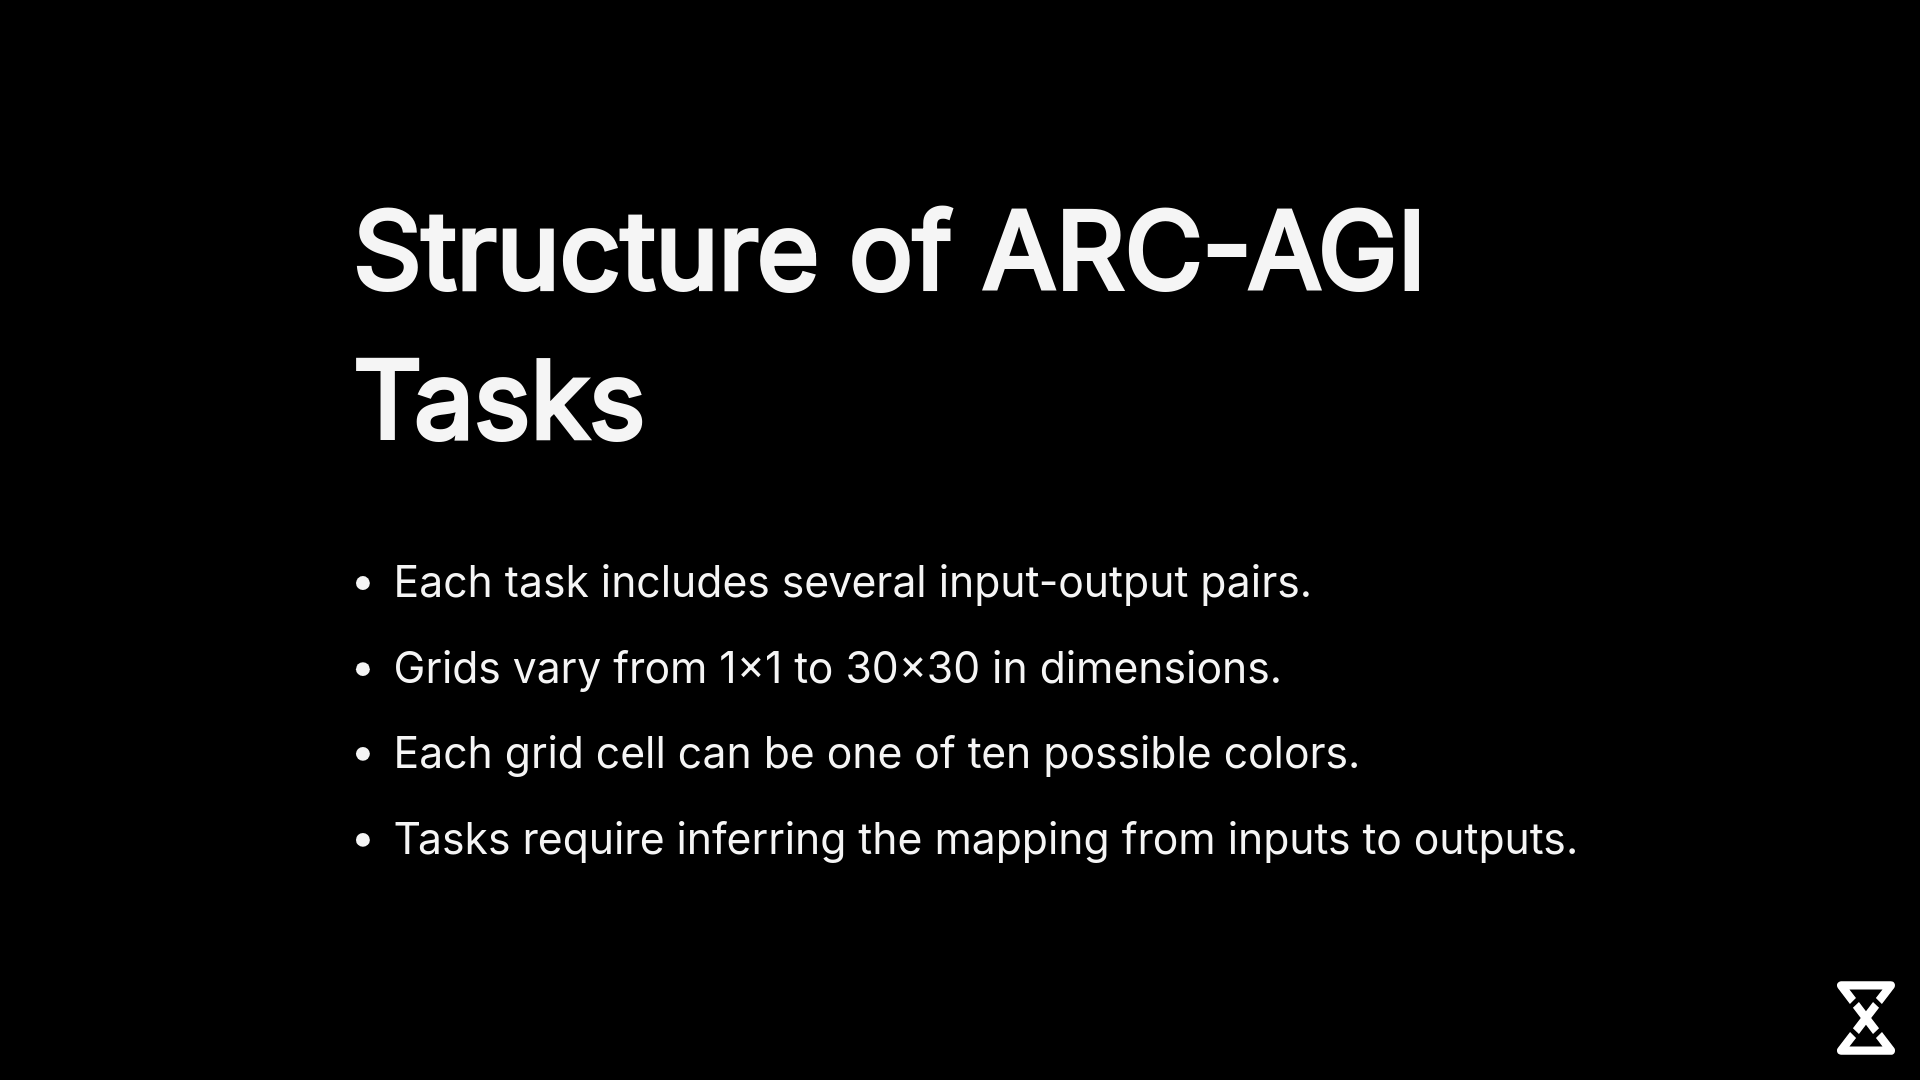 Structure of ARC-AGI
Tasks
• Each task includes several input-output pairs.
• Grids vary from 1×1 to 30×30 in dimensions.
• Each grid cell can be one of ten possible colors.
• Tasks require inferring the mapping from inputs to outputs.